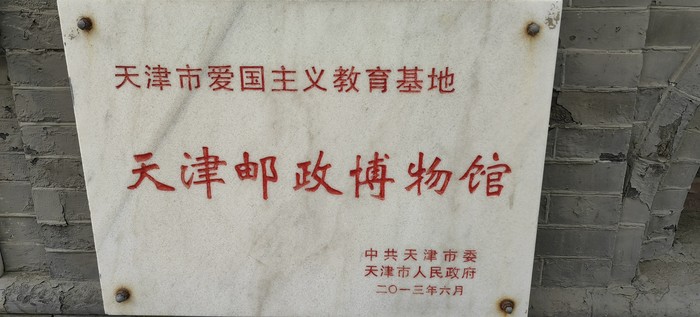 天津市爱国主义教育基地
天津邮政博物馆
中共天津市委
天津市人民政府
二〇一三年六月